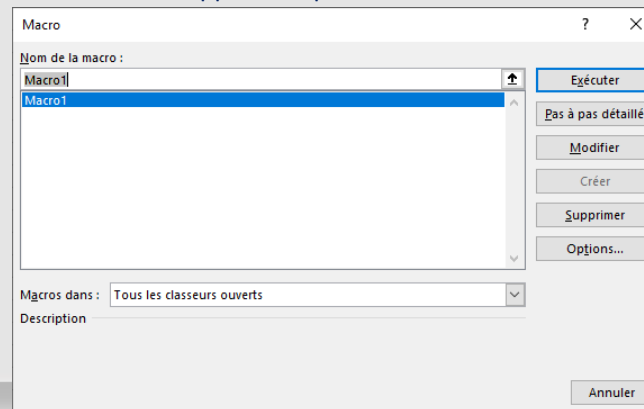 Macro
?
X
Nom de la macro :
Macro1
Macro1
Exécuter
Pas à pas détaillé
Modifier
Créer
Supprimer
Options...
Macros dans : Tous les classeurs ouverts
Description
Annuler